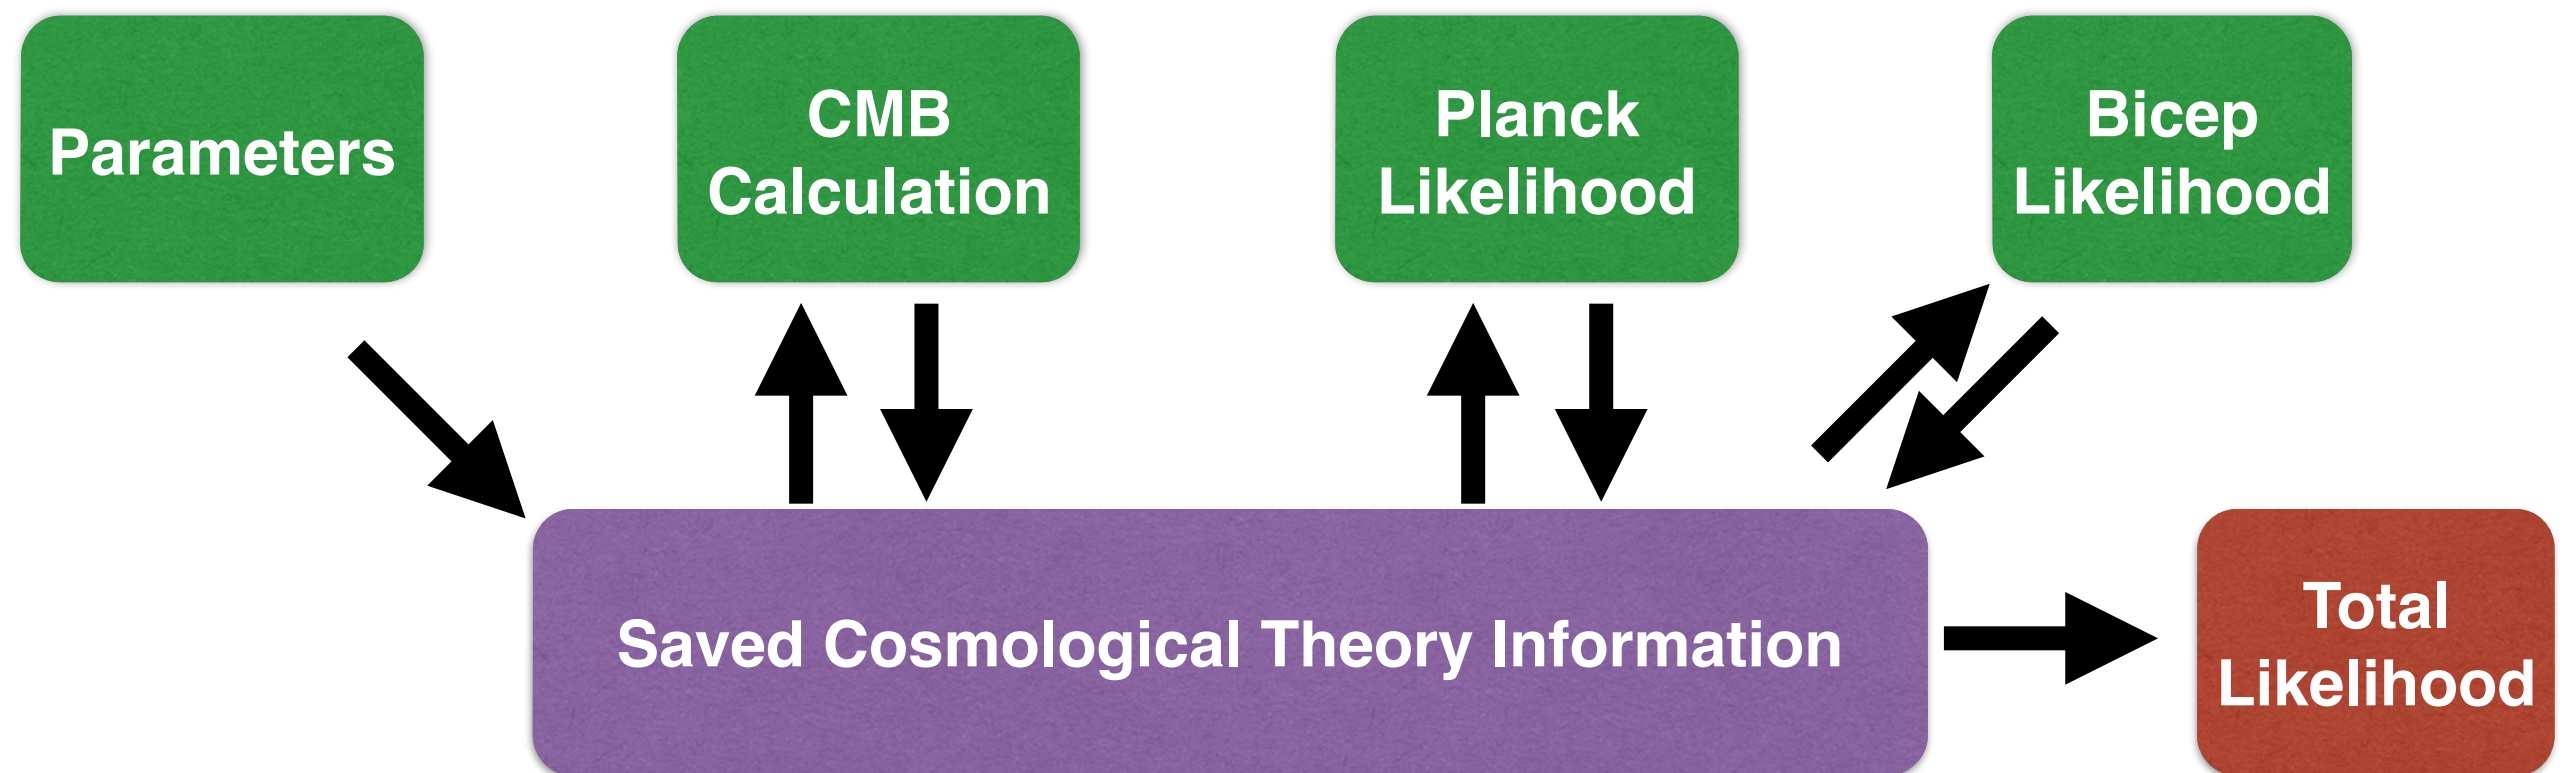 Parameters
CMB
Calculation
Planck
Likelihood
Bicep
Likelihood
Saved Cosmological Theory Information
Total
Likelihood